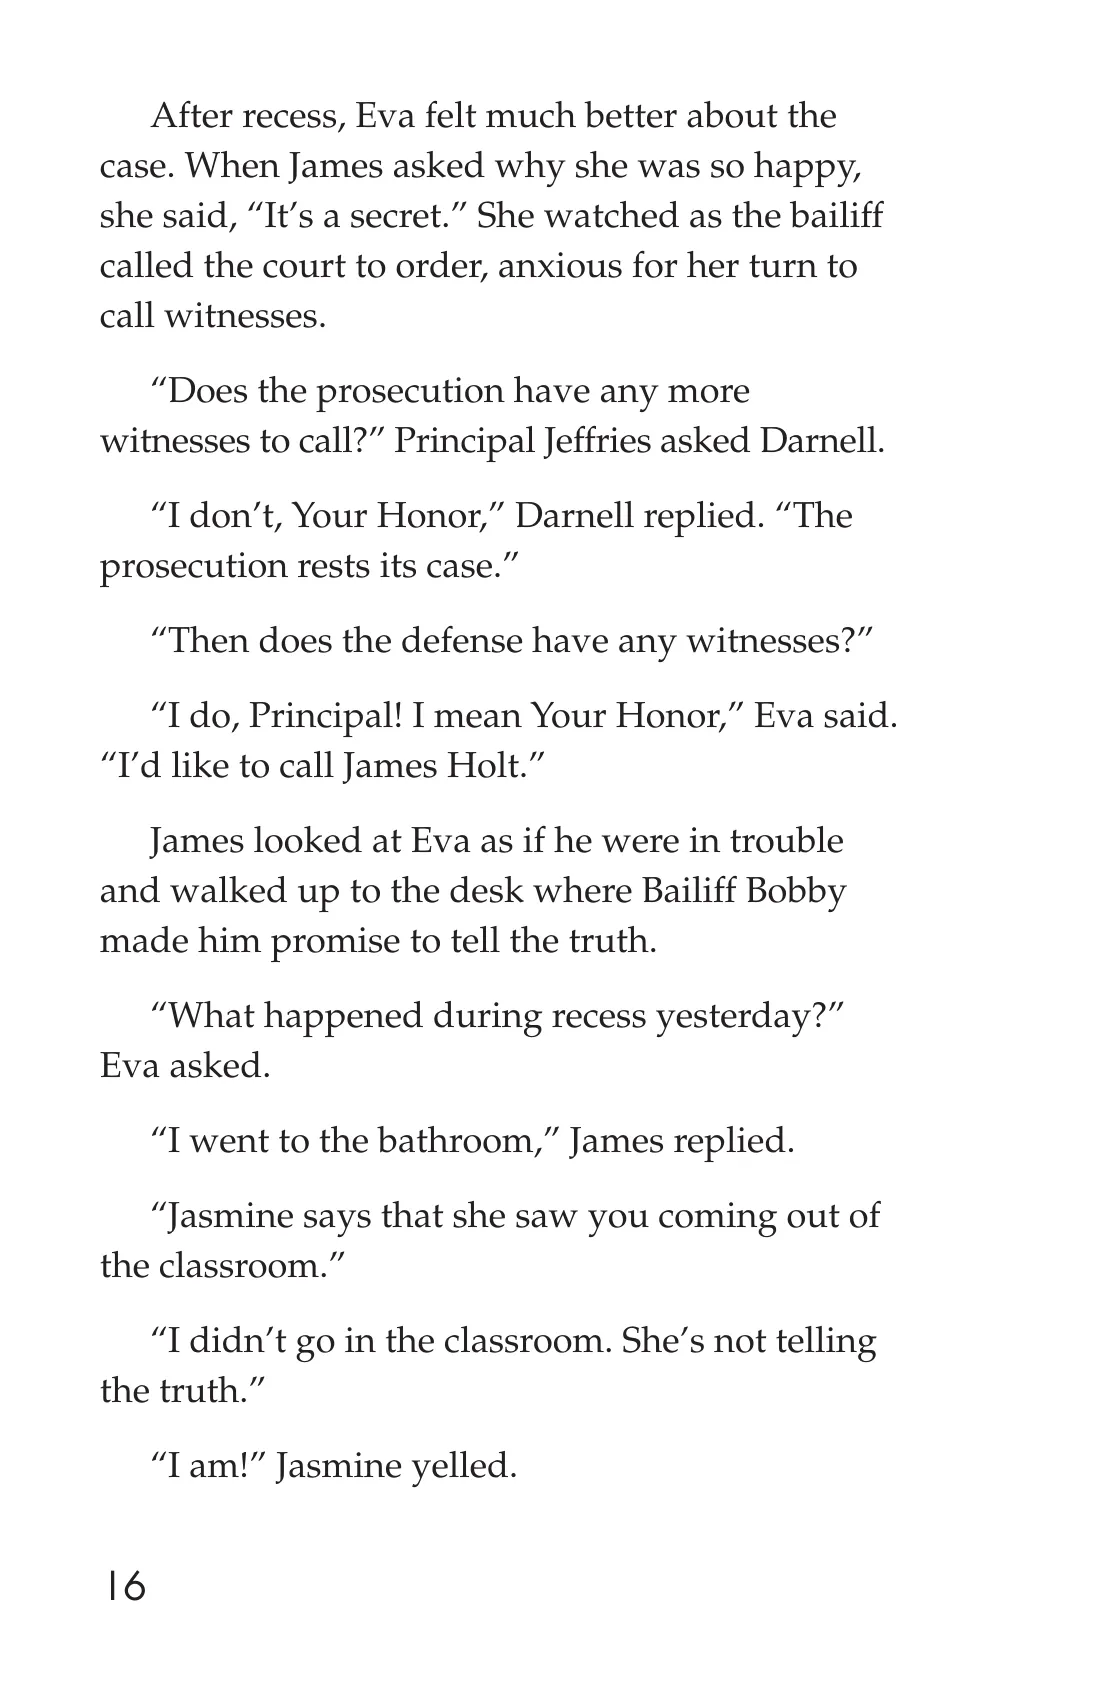 After recess, Eva felt much better about the
case. When James asked why she was so happy,
she said, “It’s a secret.” She watched as the bailiff
called the court to order, anxious for her turn to
call witnesses.
“Does the prosecution have any more
witnesses to call?” Principal Jeffries asked Darnell.
“I don’t, Your Honor,” Darnell replied. “The
prosecution rests its case.”
“Then does the defense have any witnesses?”
“I do, Principal! I mean Your Honor,” Eva said.
“I’d like to call James Holt.”
James looked at Eva as if he were in trouble
and walked up to the desk where Bailiff Bobby
made him promise to tell the truth.
“What happened during recess yesterday?”
Eva asked.
“I went to the bathroom,” James replied.
“Jasmine says that she saw you coming out of
the classroom.”
“I didn’t go in the classroom. She’s not telling
the truth.”
“I am!” Jasmine yelled.
16